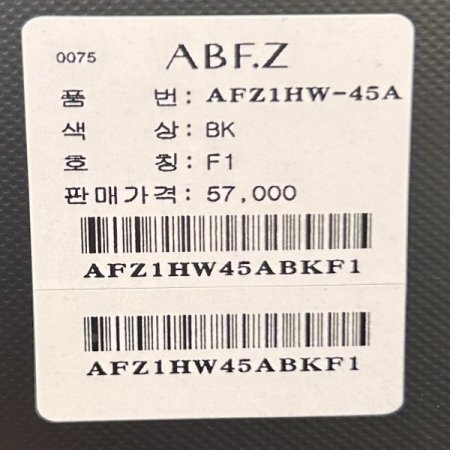 0075 ABF.Z
품 번: AFZ1HW-45A
색 상: BK
호 칭: F1
판매가격: 57,000
AFZ1HW45ABKF1
AFZ1HW45ABKF1